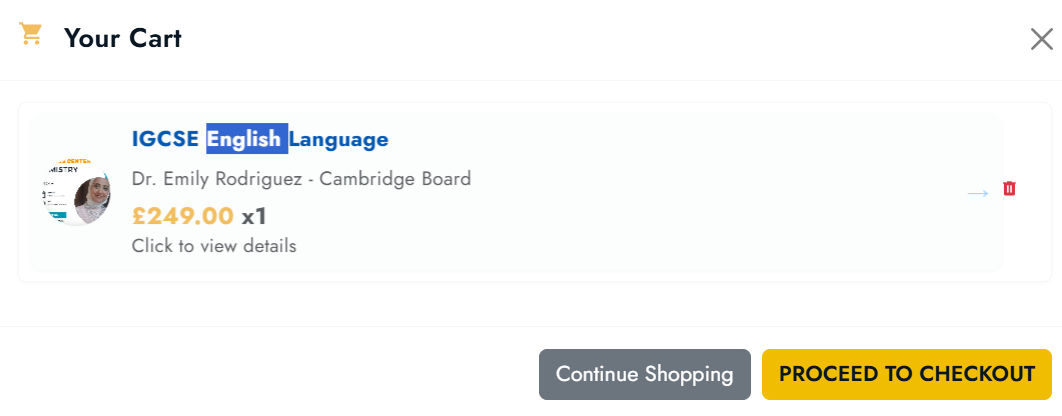 Your Cart
IGCSE English Language
Dr. Emily Rodriguez - Cambridge Board
£249.00 x1
Click to view details
Continue Shopping
PROCEED TO CHECKOUT